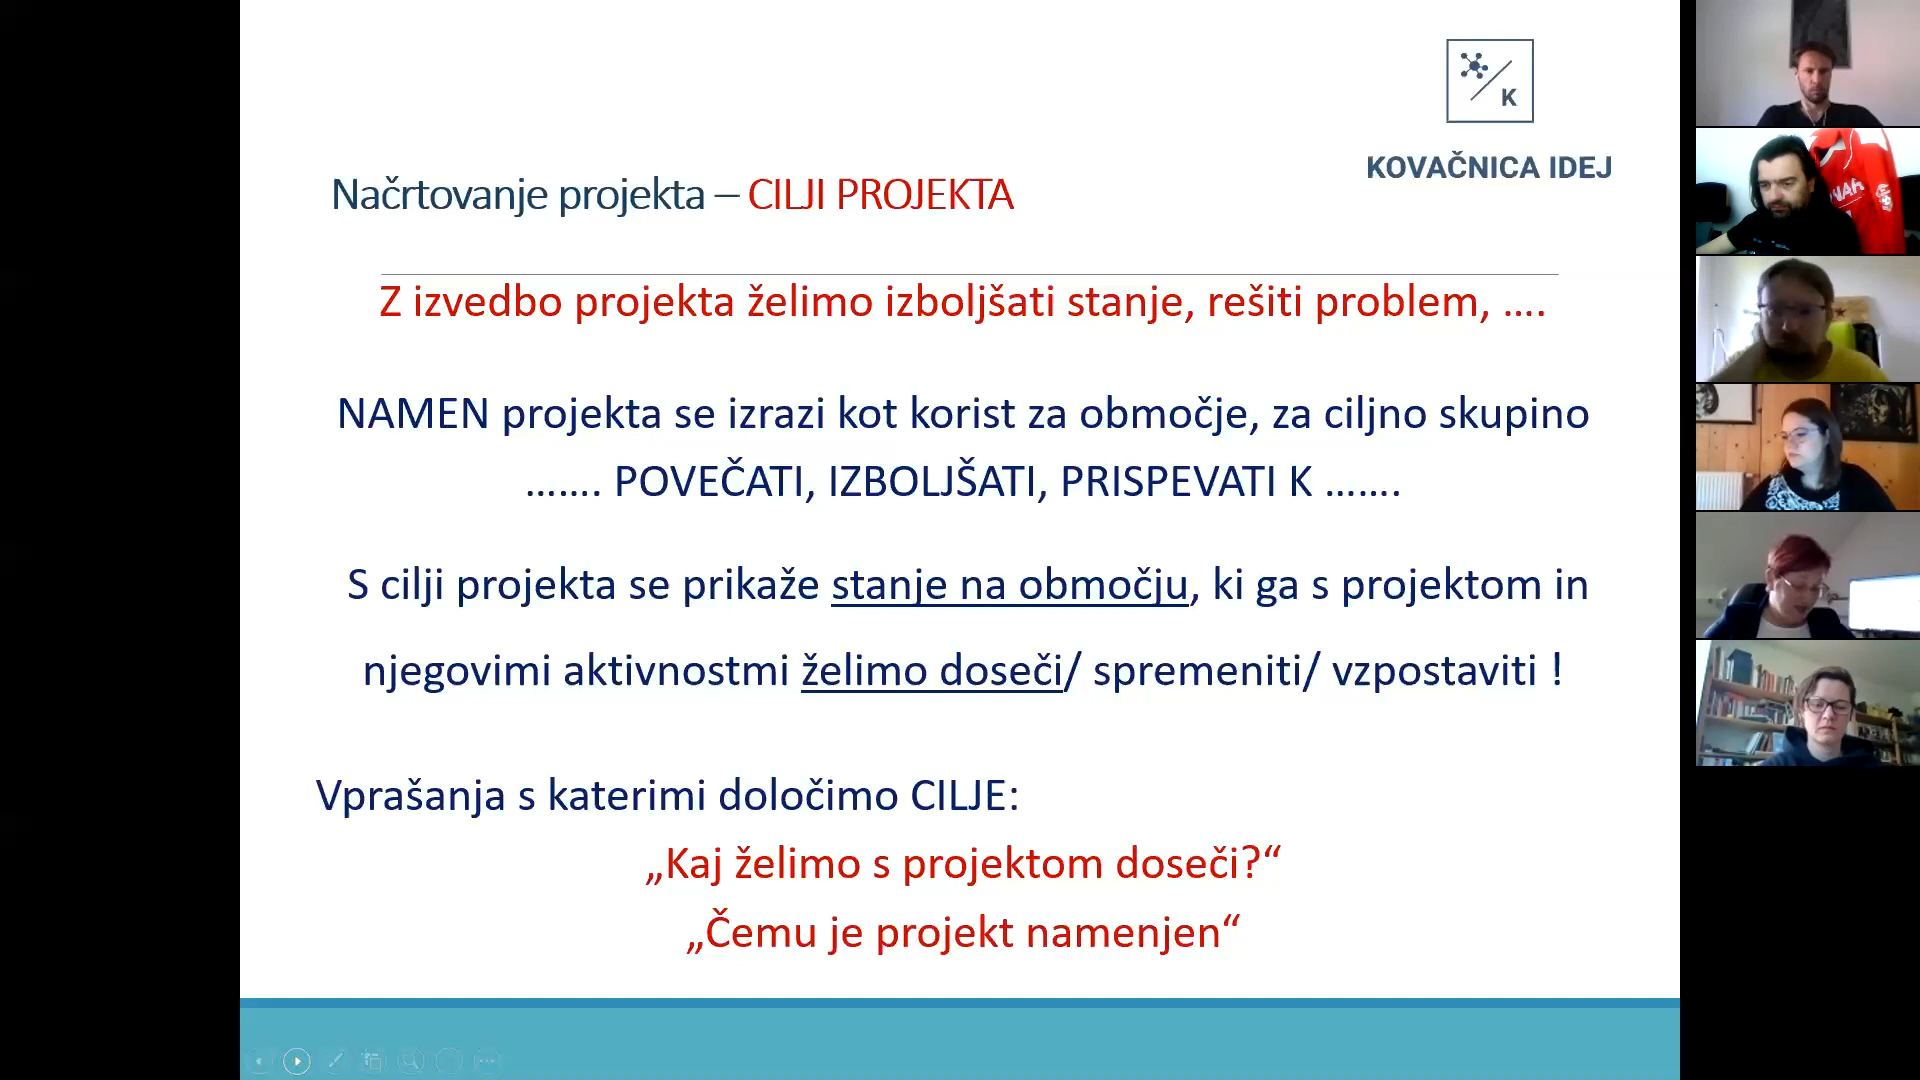 K
KOVAČNICA IDEJ
Načrtovanje projekta – CILJI PROJEKTA
Z izvedbo projekta želimo izboljšati stanje, rešiti problem, ....
NAMEN projekta se izrazi kot korist za območje, za ciljno skupino
……. POVEČATI, IZBOLJŠATI, PRISPEVATI K …….
S cilji projekta se prikaže stanje na območju, ki ga s projektom in
njegovimi aktivnostmi želimo doseči/ spremeniti/ vzpostaviti !
Vprašanja s katerimi določimo CILJE:
„Kaj želimo s projektom doseči?“
„Čemu je projekt namenjen“